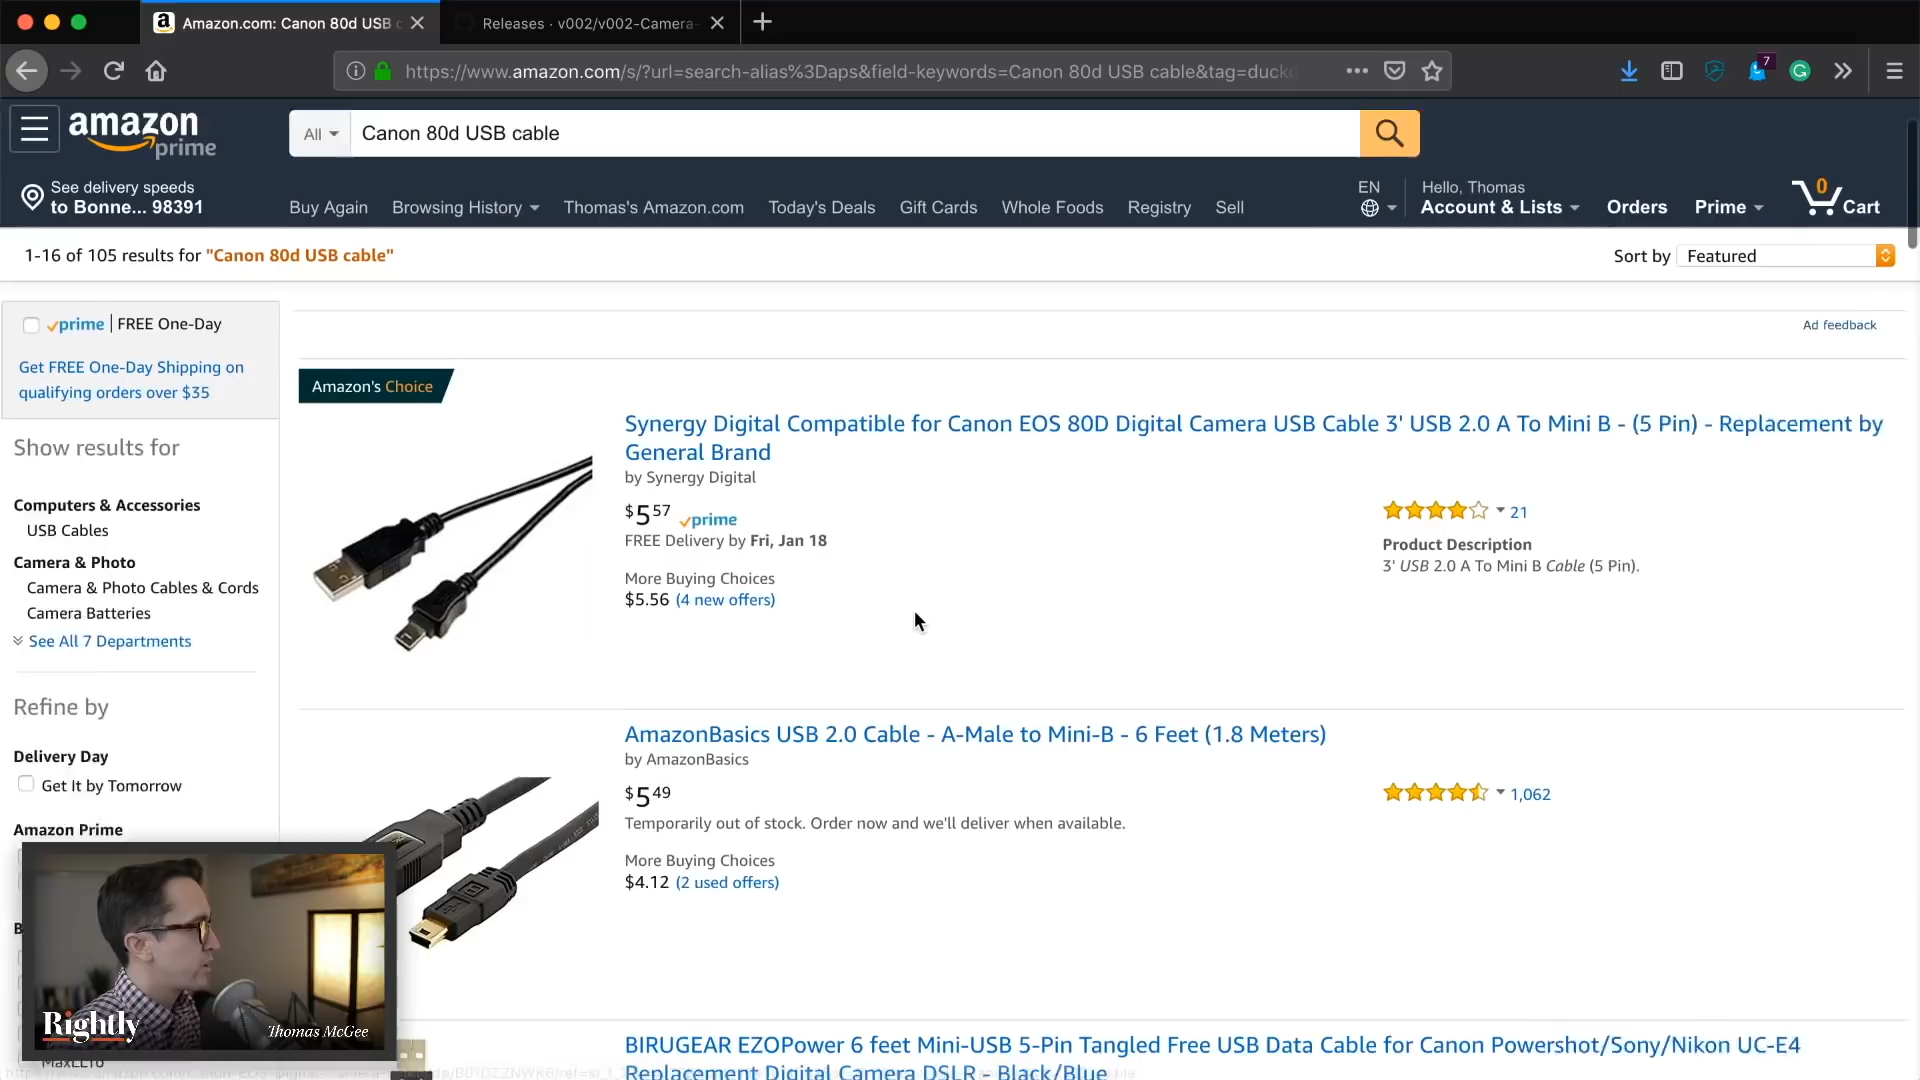 Amazon.com: Canon 80d USB c
Releases · v002/v002-Camera-
https://www.amazon.com/s/?url=search-alias%3Daps&field-keywords=Canon 80d USB cable&tag=ducko
7
G
amazon
prime
All
Canon 80d USB cable
See delivery speeds
to Bonne... 98391
Buy Again
Browsing History
Thomas's Amazon.com
Today's Deals
Gift Cards
Whole Foods
Registry
Sell
EN
Hello, Thomas
Account & Lists
Orders
Prime
0
Cart
1-16 of 105 results for "Canon 80d USB cable"
Sort by Featured
prime | FREE One-Day
Get FREE One-Day Shipping on
qualifying orders over $35
Show results for
Computers & Accessories
USB Cables
Camera & Photo
Camera & Photo Cables & Cords
Camera Batteries
See All 7 Departments
Refine by
Delivery Day
Get It by Tomorrow
Amazon Prime
B
Rightly
Thomas McGee
Ad feedback
Amazon's Choice
Synergy Digital Compatible for Canon EOS 80D Digital Camera USB Cable 3' USB 2.0 A To Mini B - (5 Pin) - Replacement by
General Brand
by Synergy Digital
$5 57 prime
FREE Delivery by Fri, Jan 18
More Buying Choices
$5.56 (4 new offers)
21
Product Description
3' USB 2.0 A To Mini B Cable (5 Pin).
AmazonBasics USB 2.0 Cable - A-Male to Mini-B - 6 Feet (1.8 Meters)
by AmazonBasics
$5 49
Temporarily out of stock. Order now and we'll deliver when available.
More Buying Choices
$4.12 (2 used offers)
1,062
BIRUGEAR EZOPower 6 feet Mini-USB 5-Pin Tangled Free USB Data Cable for Canon Powershot/Sony/Nikon UC-E4
Replacement Digital Camera DSLR - Black/Blue